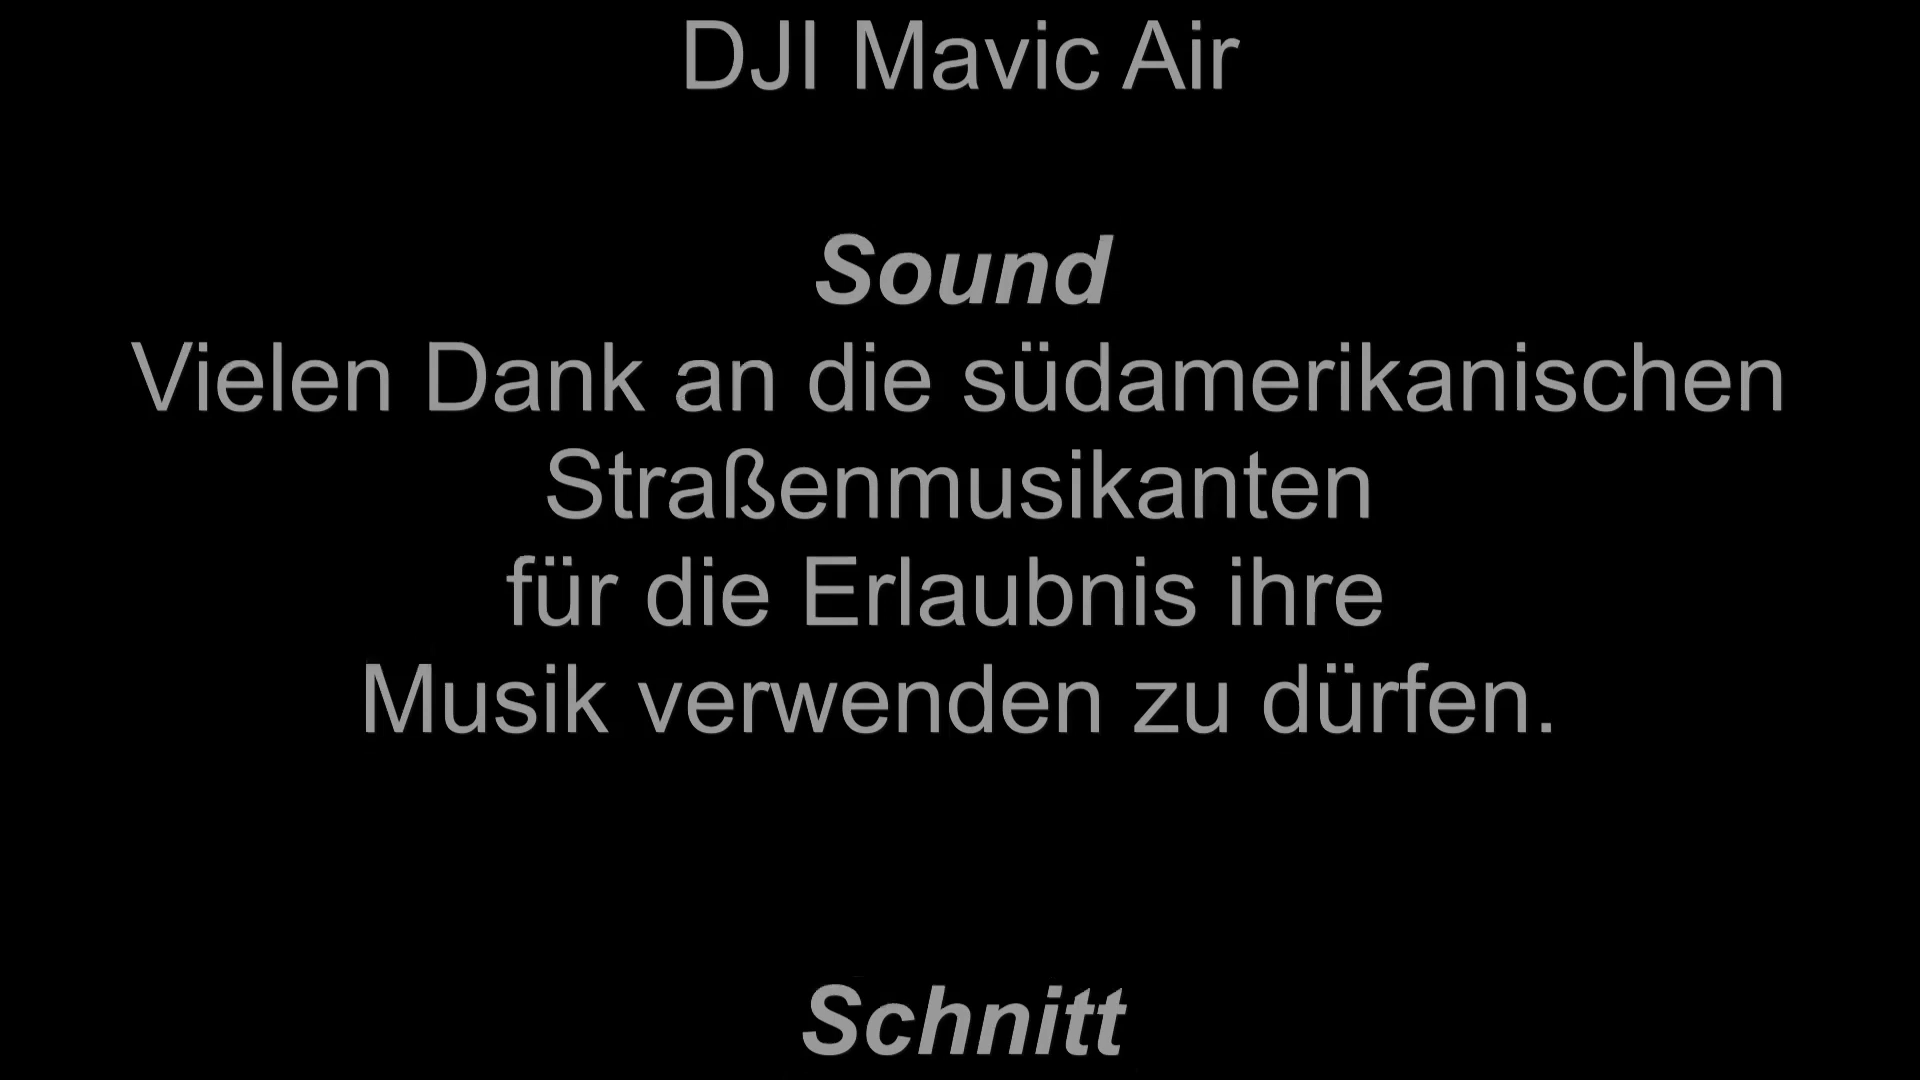 DJI Mavic Air
Sound
Vielen Dank an die südamerikanischen
Straßenmusikanten
für die Erlaubnis ihre
Musik verwenden zu dürfen.
Schnitt